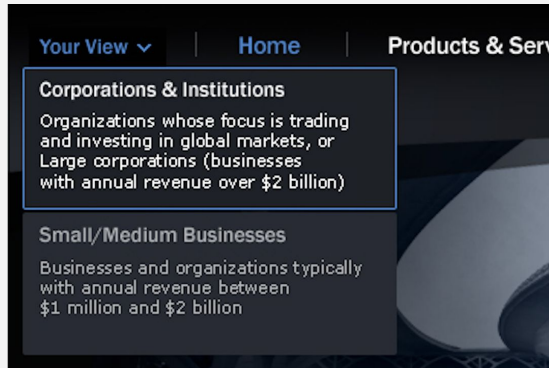 Your View
Home
Products & Serv
Corporations & Institutions
Organizations whose focus is trading
and investing in global markets, or
Large corporations (businesses
with annual revenue over $2 billion)
Small/Medium Businesses
Businesses and organizations typically
with annual revenue between
$1 million and $2 billion